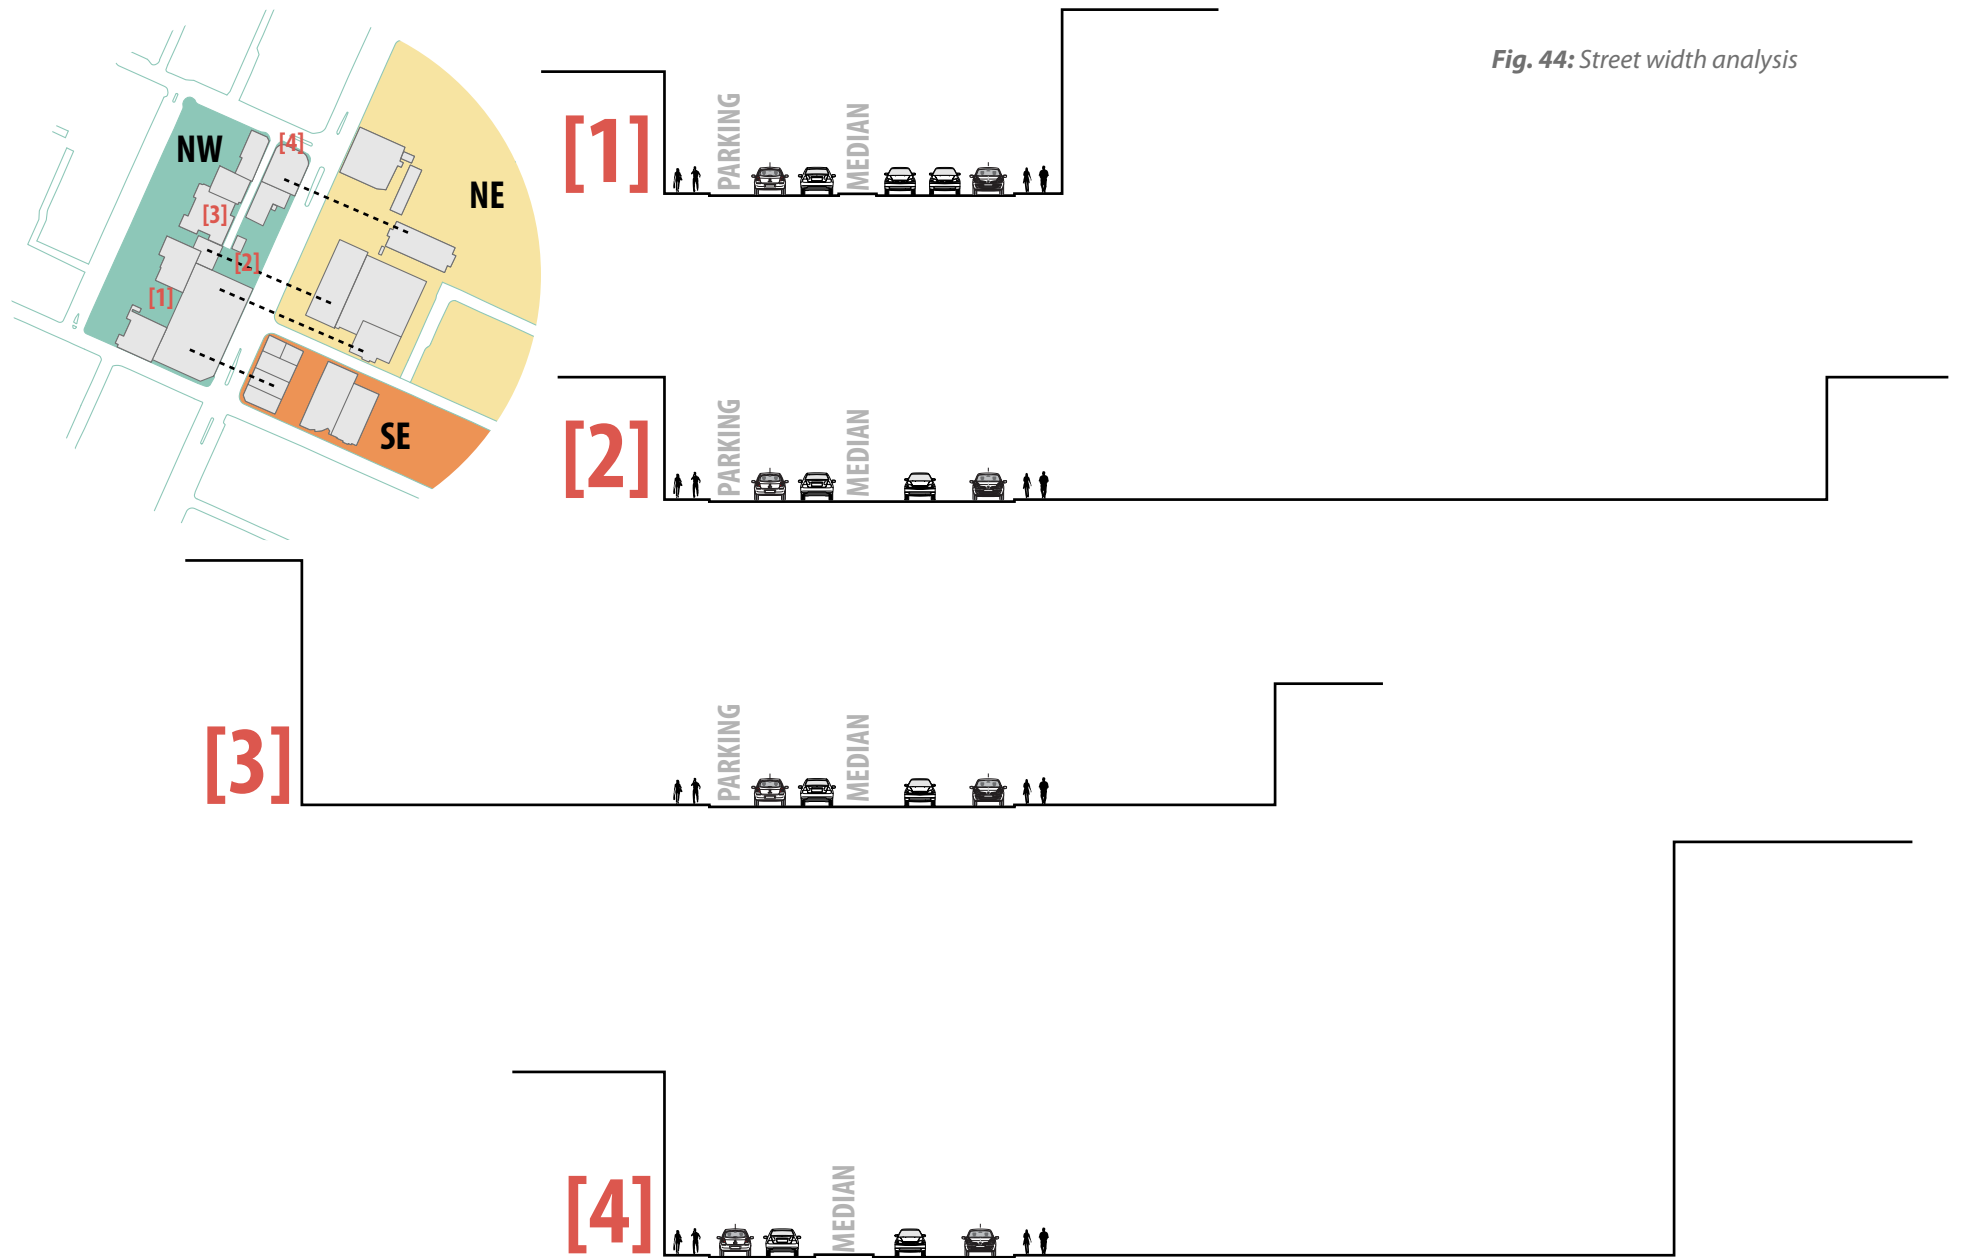 Fig. 44: Street width analysis
NW
[4]
NE
[3]
[2]
[1]
SE
[1]
PARKING
MEDIAN
[2]
PARKING
MEDIAN
[3]
PARKING
MEDIAN
[4]
MEDIAN